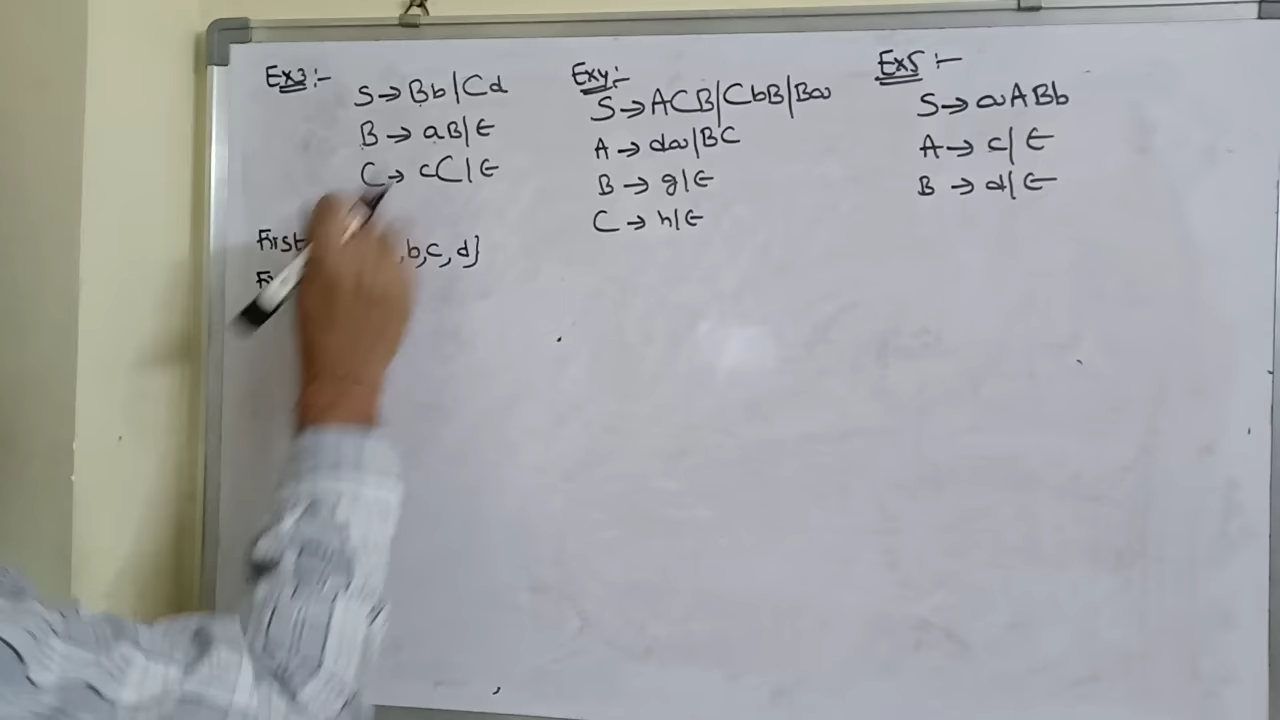 Ex3:-
S→Bb|Cd
B→aB|∈
C→cC|∈
First ,b,c,d}
Ex4:-
S→ACB|CbB|Ba
A→da|BC
B→g|∈
C→h|∈
Ex5:-
S→aABb
A→c|∈
B→d|∈